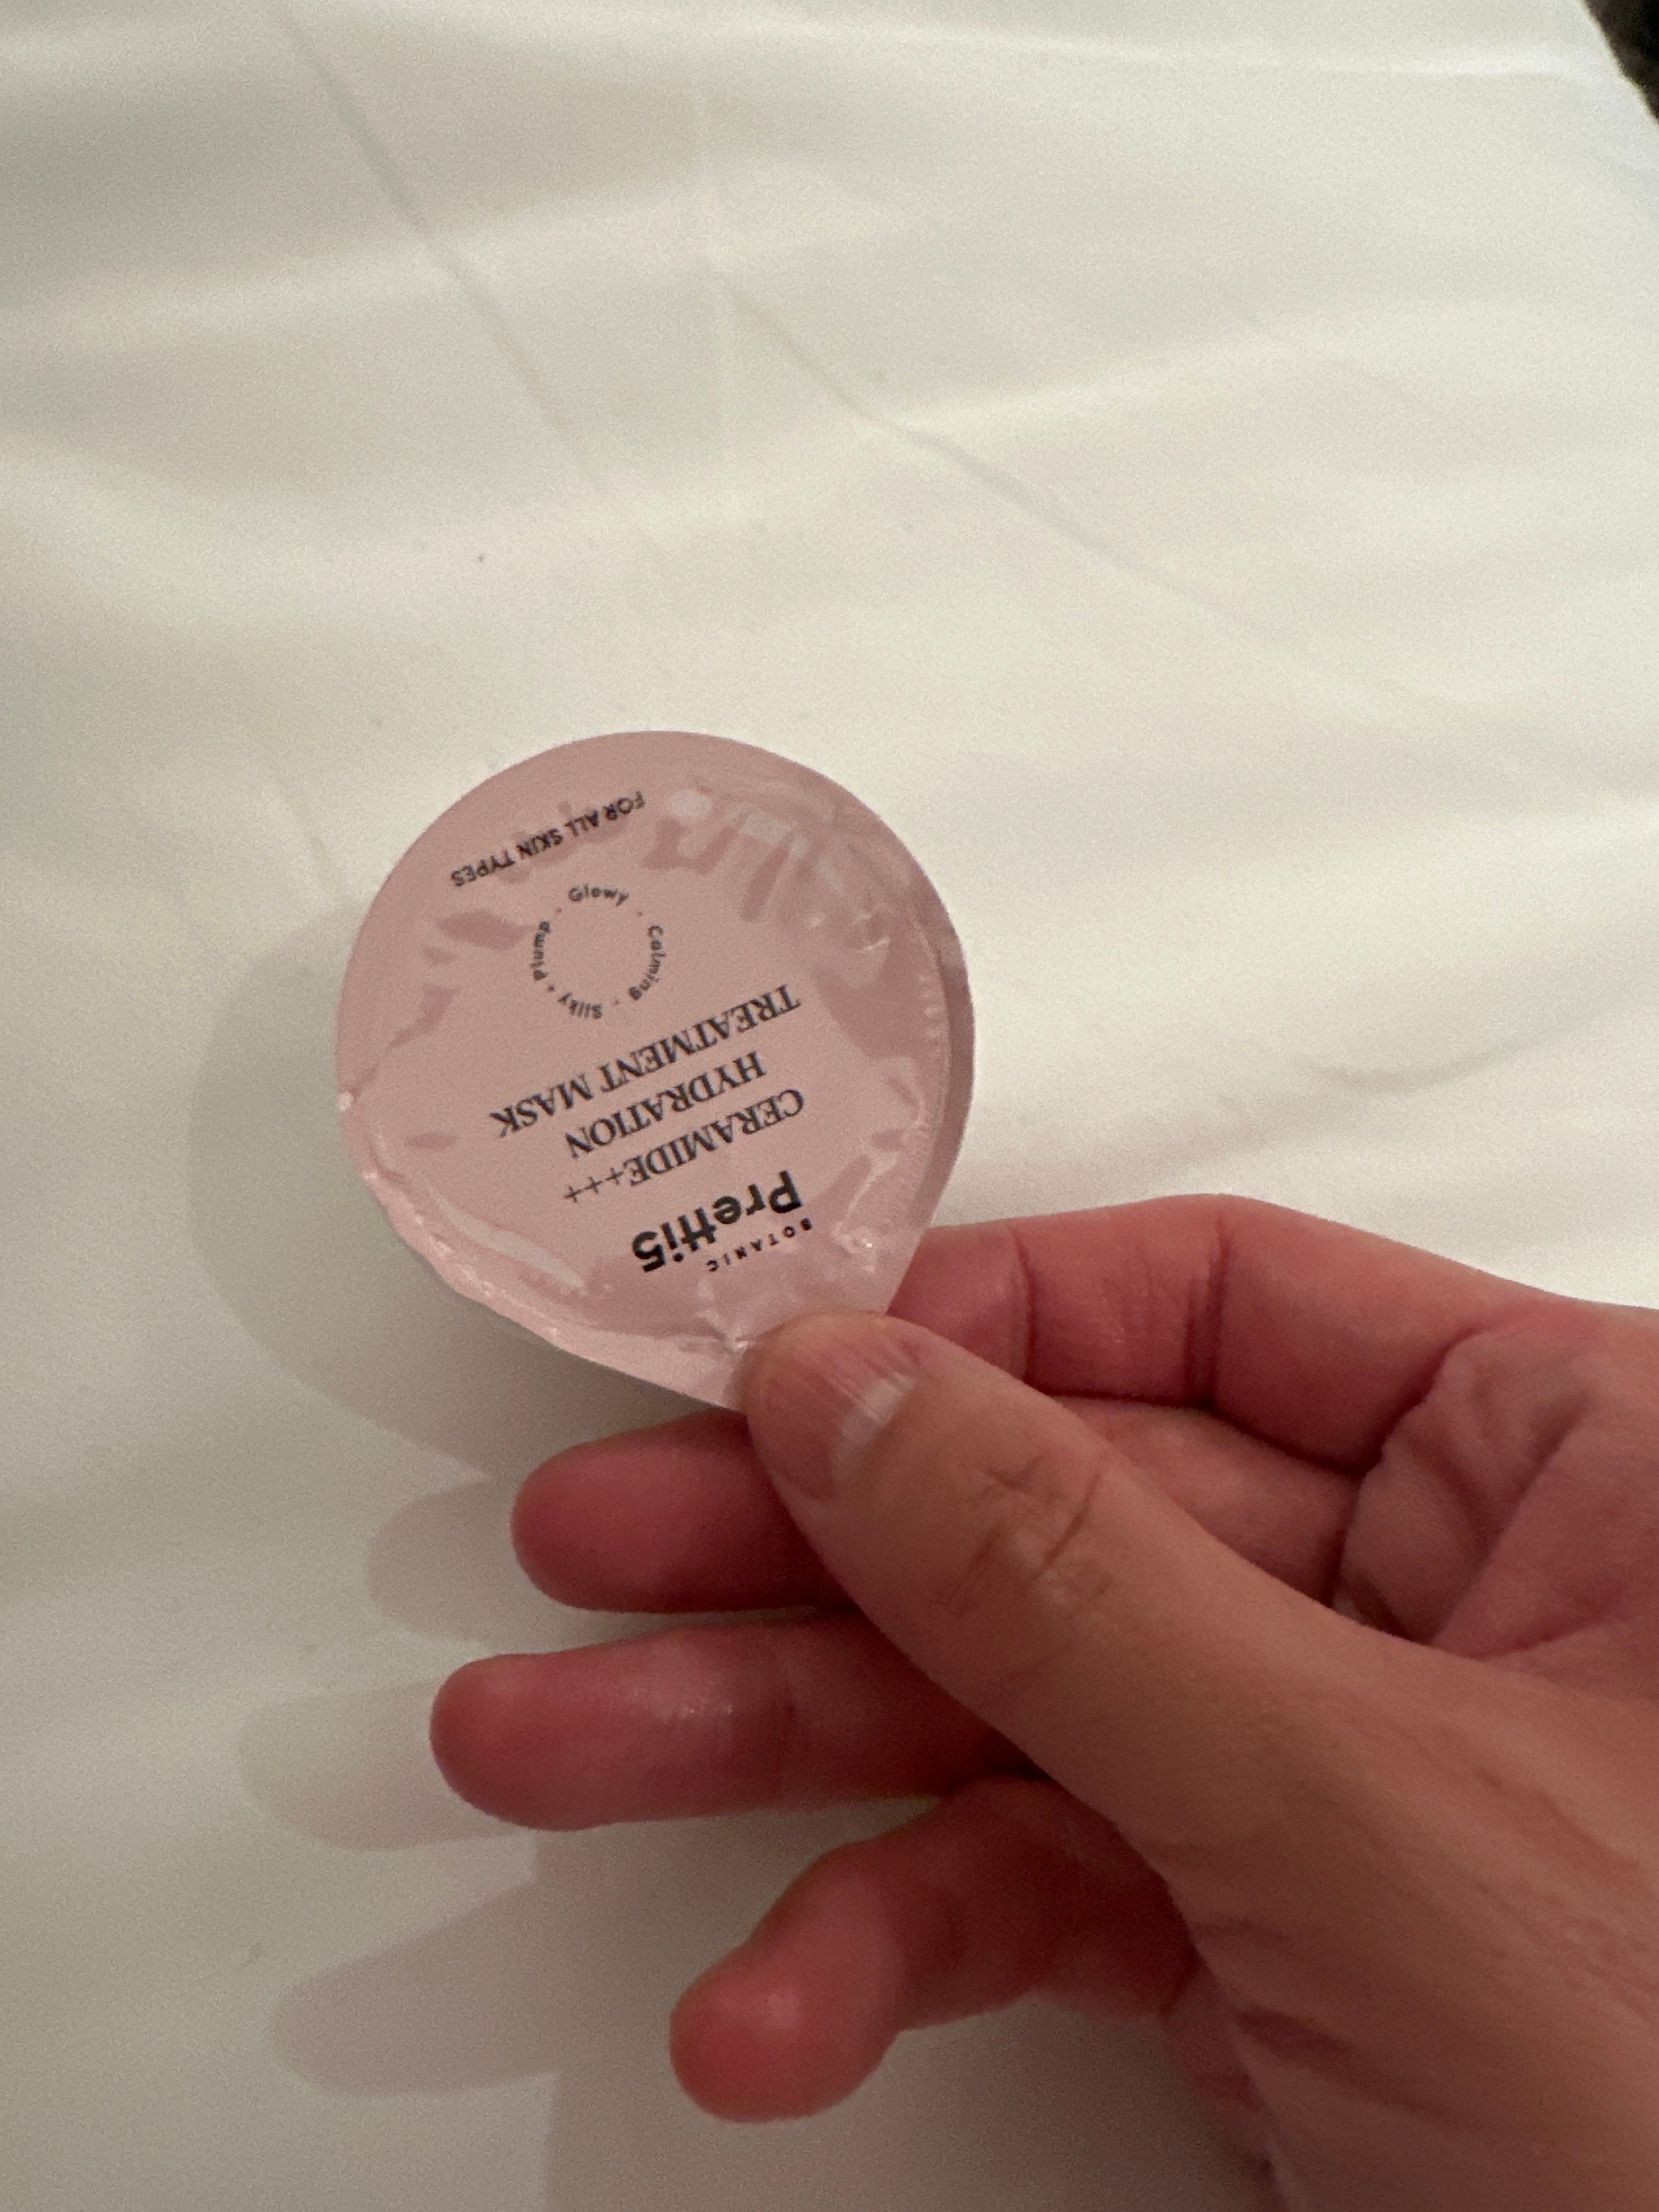 BOTANIC
Pretti5
CERAMIDE+++
HYDRATION
TREATMENT MASK
Glowy · Calming · Silky · Plump ·
FOR ALL SKIN TYPES